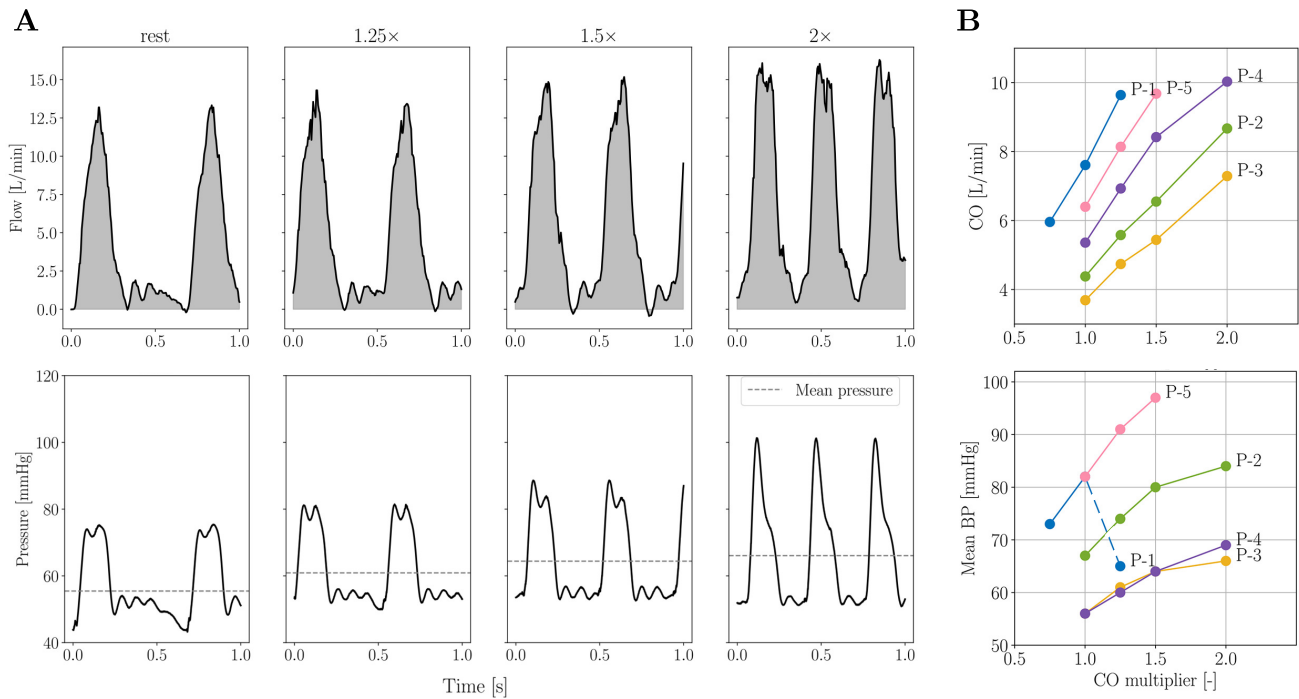 A
B
rest
1.25×
1.5×
2×
Flow [L/min]
15.0
12.5
10.0
7.5
5.0
2.5
0.0
0.0 0.5 1.0
0.0 0.5 1.0
0.0 0.5 1.0
0.0 0.5 1.0
Pressure [mmHg]
120
100
80
60
40
Mean pressure
0.0 0.5 1.0
0.0 0.5 1.0
0.0 0.5 1.0
0.0 0.5 1.0
Time [s]
CO [L/min]
10
8
6
4
P-1
P-5
P-4
P-2
P-3
0.5 1.0 1.5 2.0
Mean BP [mmHg]
100
90
80
70
60
50
P-5
P-2
P-4
P-3
P-1
0.5 1.0 1.5 2.0
CO multiplier [-]